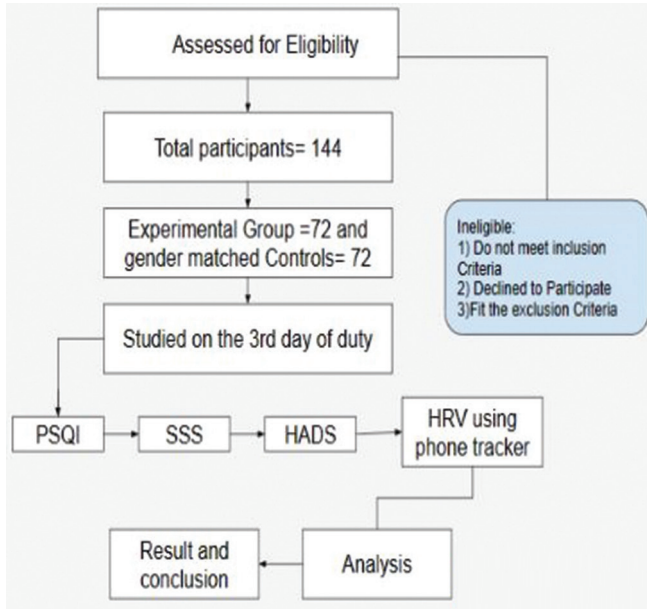 Assessed for Eligibility
Total participants= 144
Experimental Group =72 and
gender matched Controls= 72
Ineligible:
1) Do not meet inclusion
Criteria
2) Declined to Participate
3)Fit the exclusion Criteria
Studied on the 3rd day of duty
PSQI
SSS
HADS
HRV using
phone tracker
Result and
conclusion
Analysis